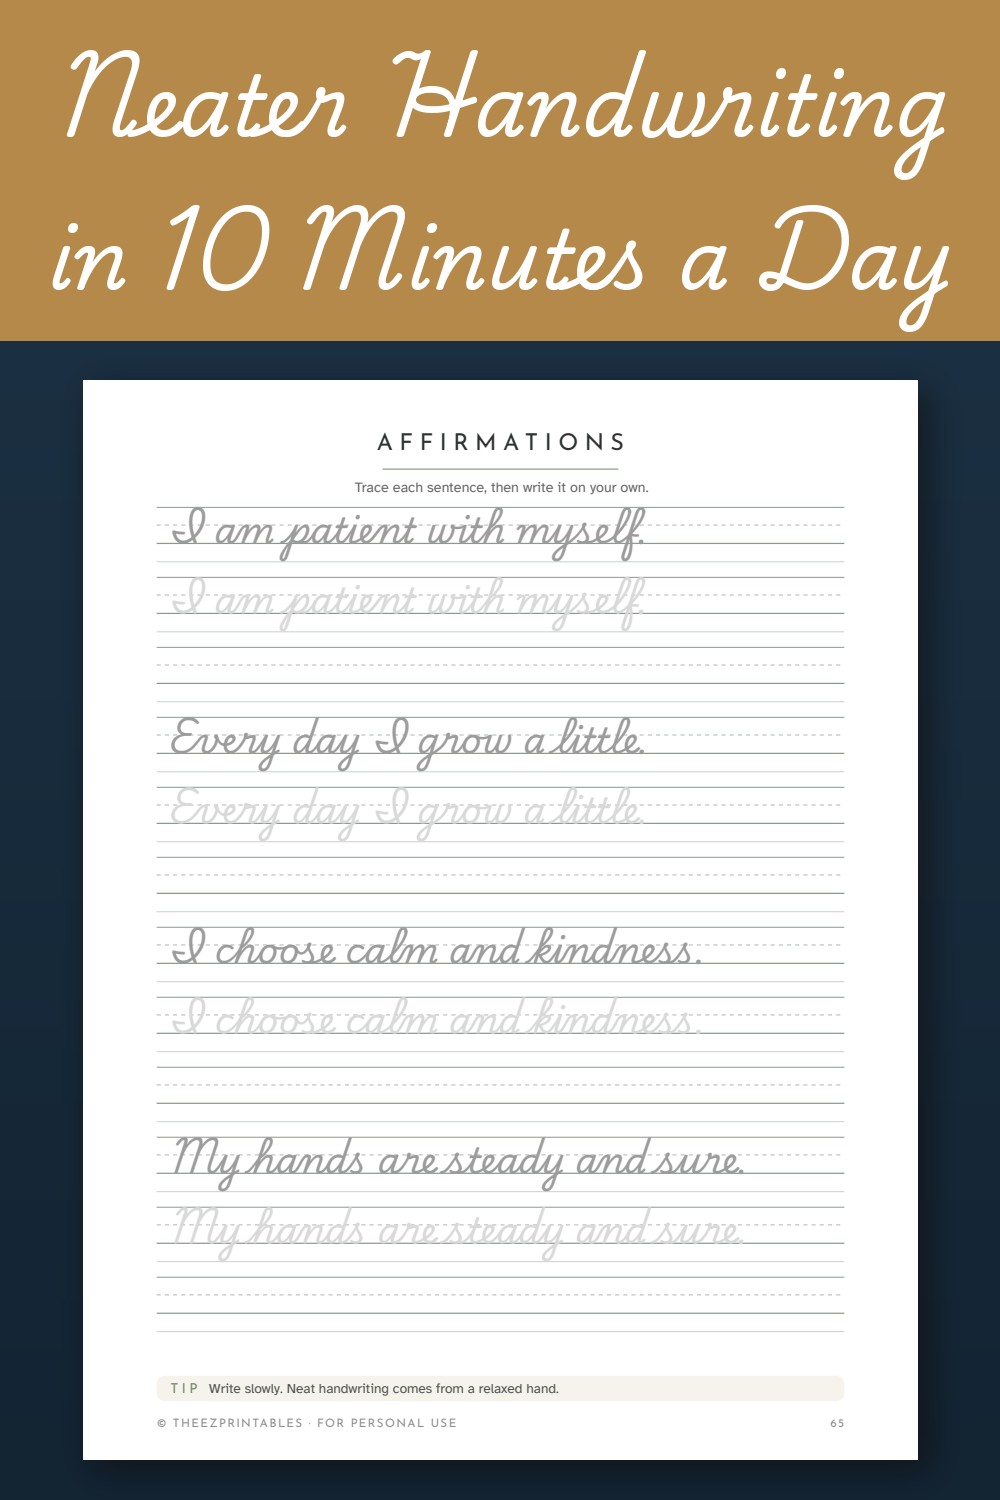 Neater Handwriting
in 10 Minutes a Day
AFFIRMATIONS
Trace each sentence, then write it on your own.
I am patient with myself.
I am patient with myself.
Every day I grow a little.
Every day I grow a little.
I choose calm and kindness.
I choose calm and kindness.
My hands are steady and sure.
My hands are steady and sure.
TIP Write slowly. Neat handwriting comes from a relaxed hand.
© THEEZPRINTABLES · FOR PERSONAL USE 65